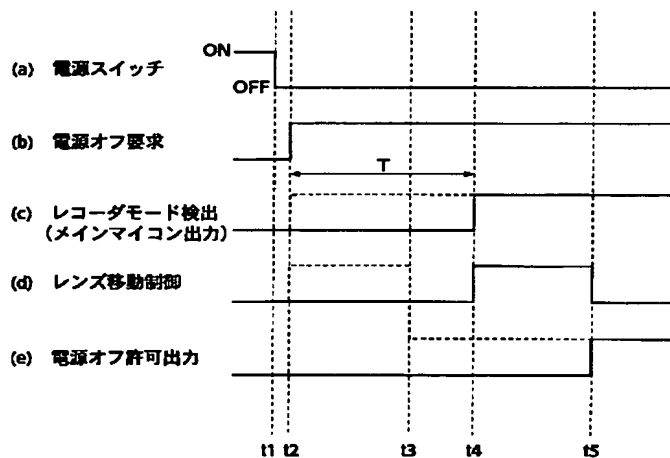 ON
(a) 電源スイッチ
OFF
(b) 電源オフ要求
T
(c) レコーダモード検出
(メインマイコン出力)
(d) レンズ移動制御
(e) 電源オフ許可出力
t1 t2 t3 t4 t5